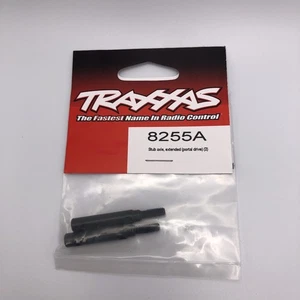 TRAXXAS
The Fastest Name In Radio Control
8255A
Stub axle, extended (portal drive) (2)